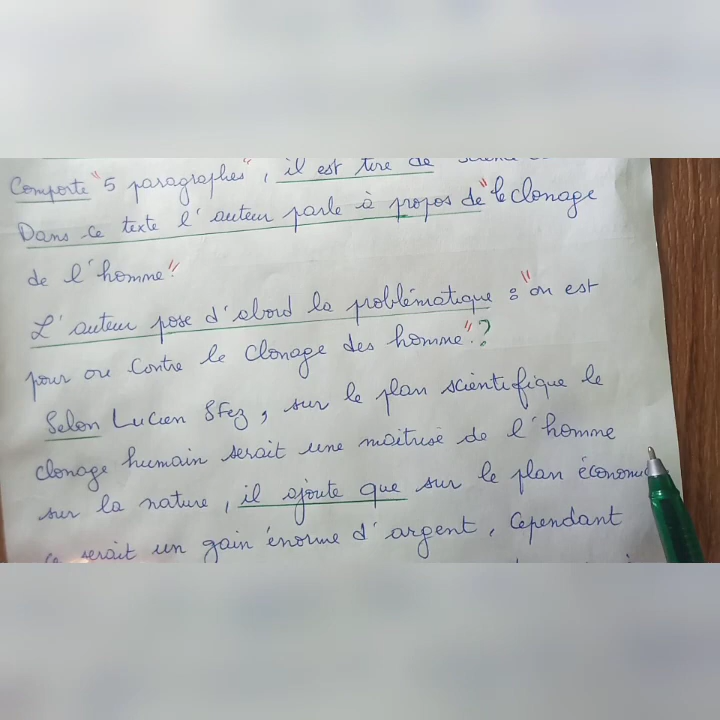 Comporte "5 paragraphes", il est tire de
Dans ce texte l'auteur parle à propos de "le clonage
de l'homme"
L'auteur pose d'abord la problématique : "on est
pour ou contre le clonage des homme" ?
Selon Lucien SFez, sur le plan scientifique le
clonage humain serait une maitrise de l'homme
sur la nature, il ajoute que sur le plan économi
serait un gain énorme d'argent, Cependant